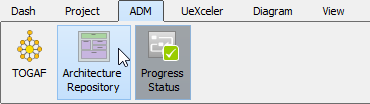 Dash Project ADM UeXceler Diagram View
TOGAF Architecture Progress
Repository Status